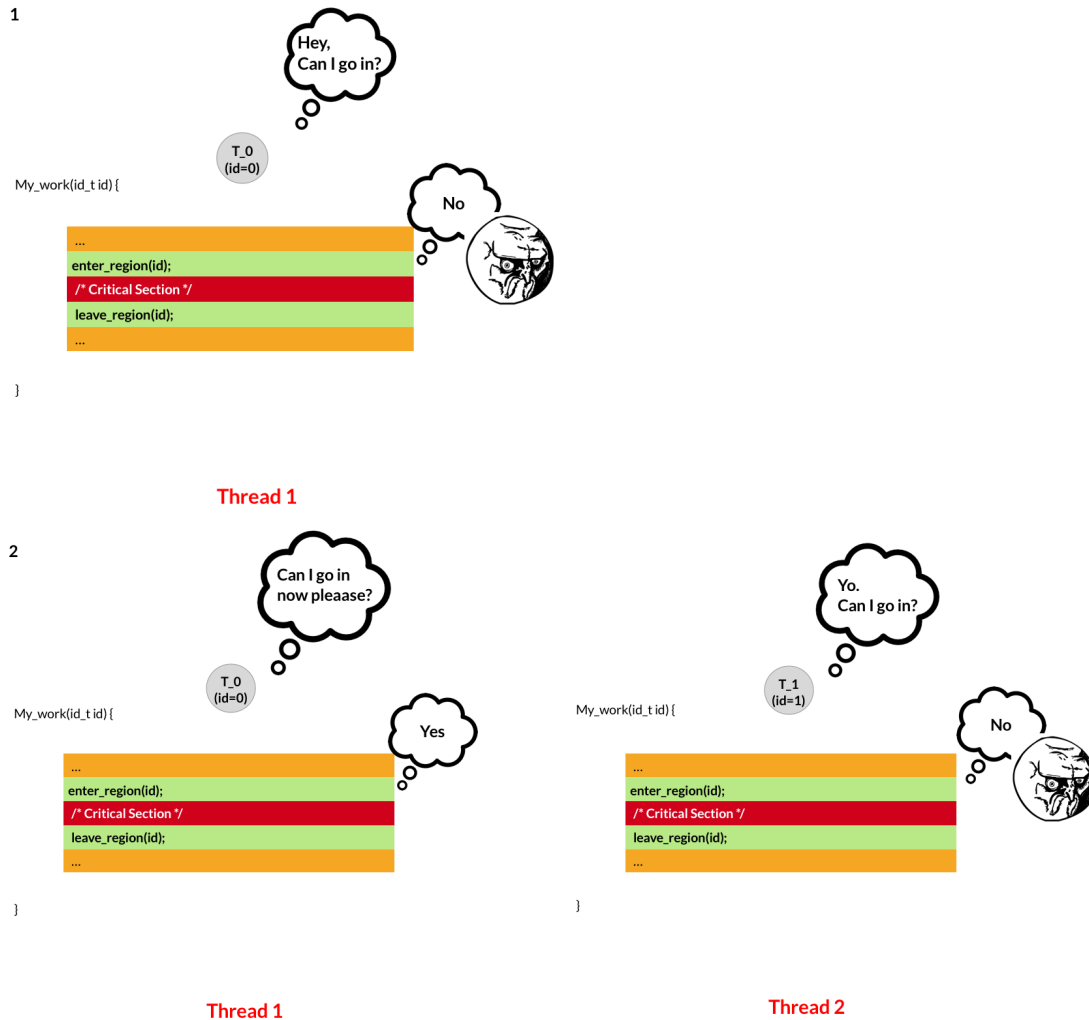 1
Hey,
Can I go in?
T_0
(id=0)
My_work(id_t id) {
No
...
enter_region(id);
/* Critical Section */
leave_region(id);
...
}
Thread 1
2
Can I go in
now pleaase?
T_0
(id=0)
My_work(id_t id) {
Yes
...
enter_region(id);
/* Critical Section */
leave_region(id);
...
}
Thread 1
Yo.
Can I go in?
T_1
(id=1)
My_work(id_t id) {
No
...
enter_region(id);
/* Critical Section */
leave_region(id);
...
}
Thread 2